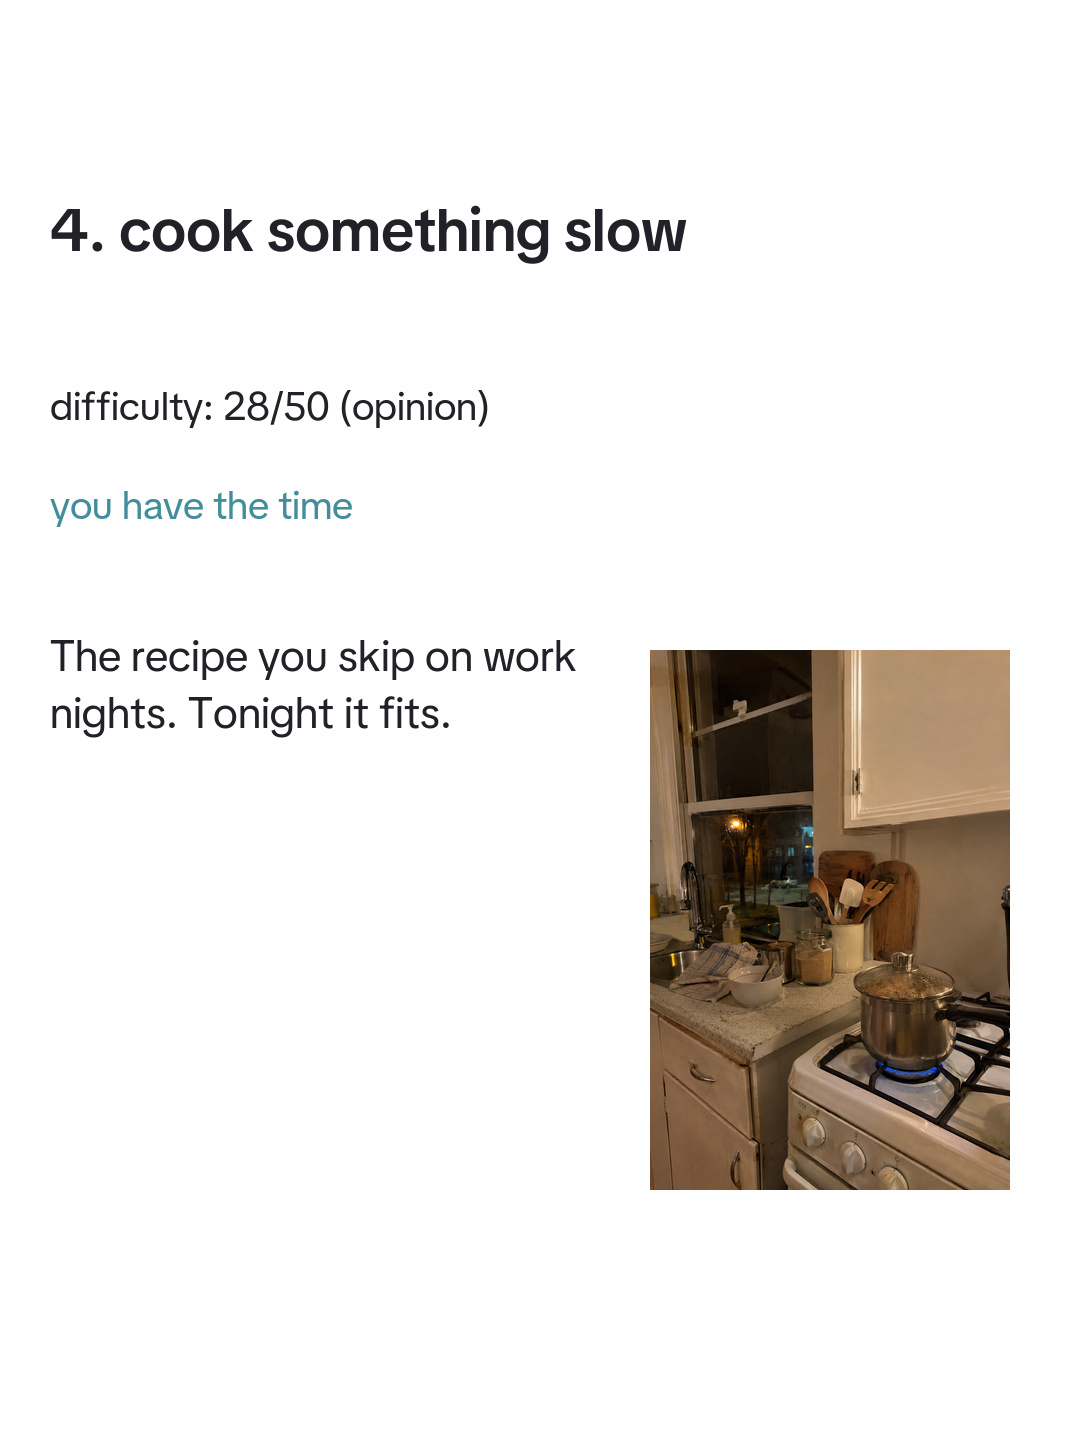 4. cook something slow
difficulty: 28/50 (opinion)
you have the time
The recipe you skip on work
nights. Tonight it fits.